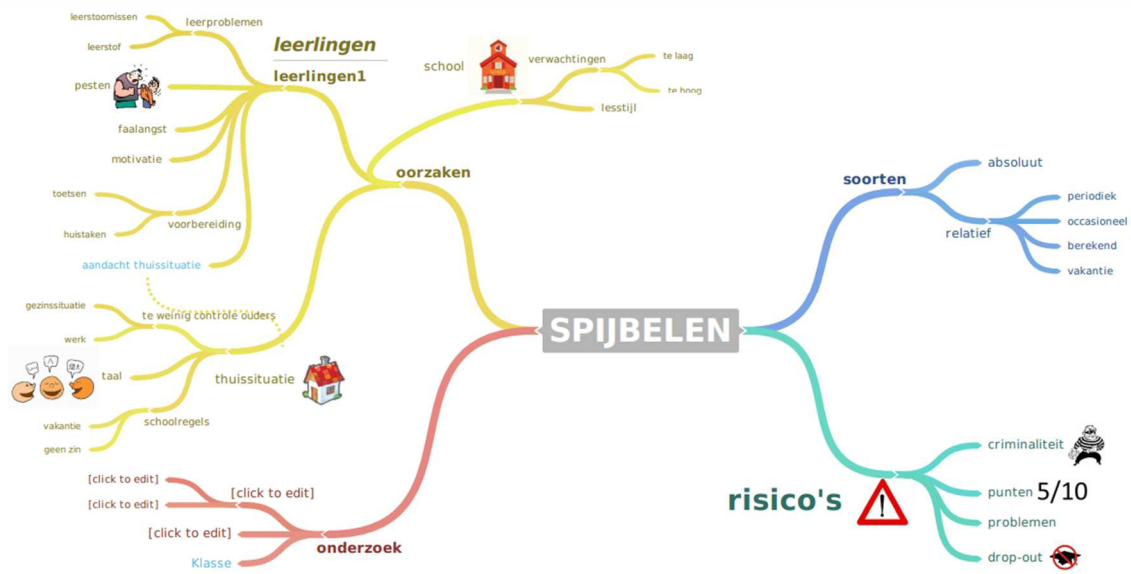 SPIJBELEN
oorzaken
leerlingen
leerlingen1
leerproblemen
leerstoornissen
leerstof
pesten
faalangst
motivatie
voorbereiding
toetsen
huistaken
aandacht thuissituatie
school
verwachtingen
te laag
te hoog
lesstijl
thuissituatie
te weinig controle ouders
gezinssituatie
werk
taal
schoolregels
vakantie
geen zin
onderzoek
[click to edit]
[click to edit]
[click to edit]
[click to edit]
Klasse
soorten
absoluut
relatief
periodiek
occasioneel
berekend
vakantie
risico's
!
criminaliteit
punten 5/10
problemen
drop-out